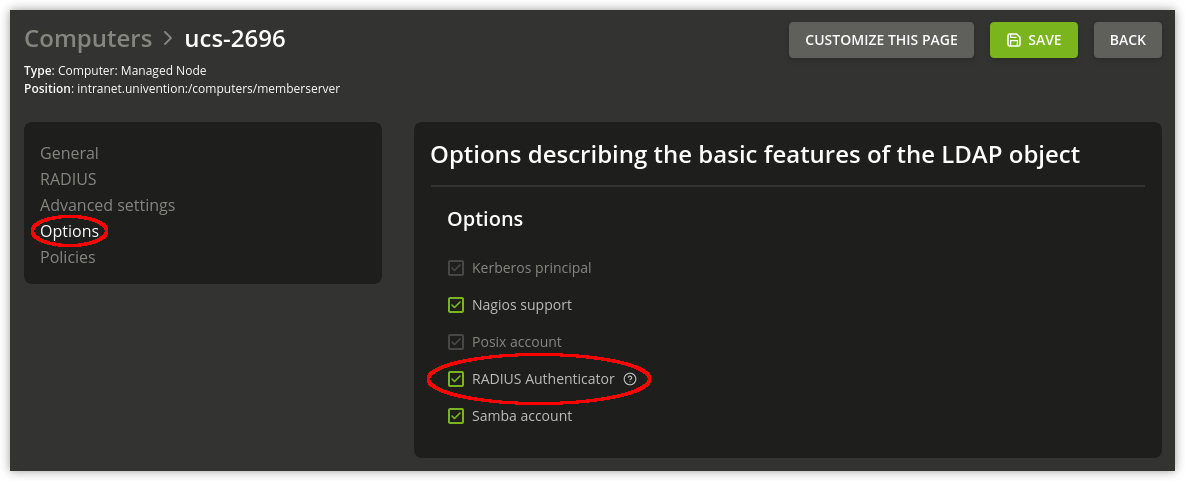 Computers > ucs-2696
CUSTOMIZE THIS PAGE
SAVE
BACK
Type: Computer: Managed Node
Position: intranet.univention:/computers/memberserver
General
RADIUS
Advanced settings
Options
Policies
Options describing the basic features of the LDAP object
Options
Kerberos principal
Nagios support
Posix account
RADIUS Authenticator
Samba account